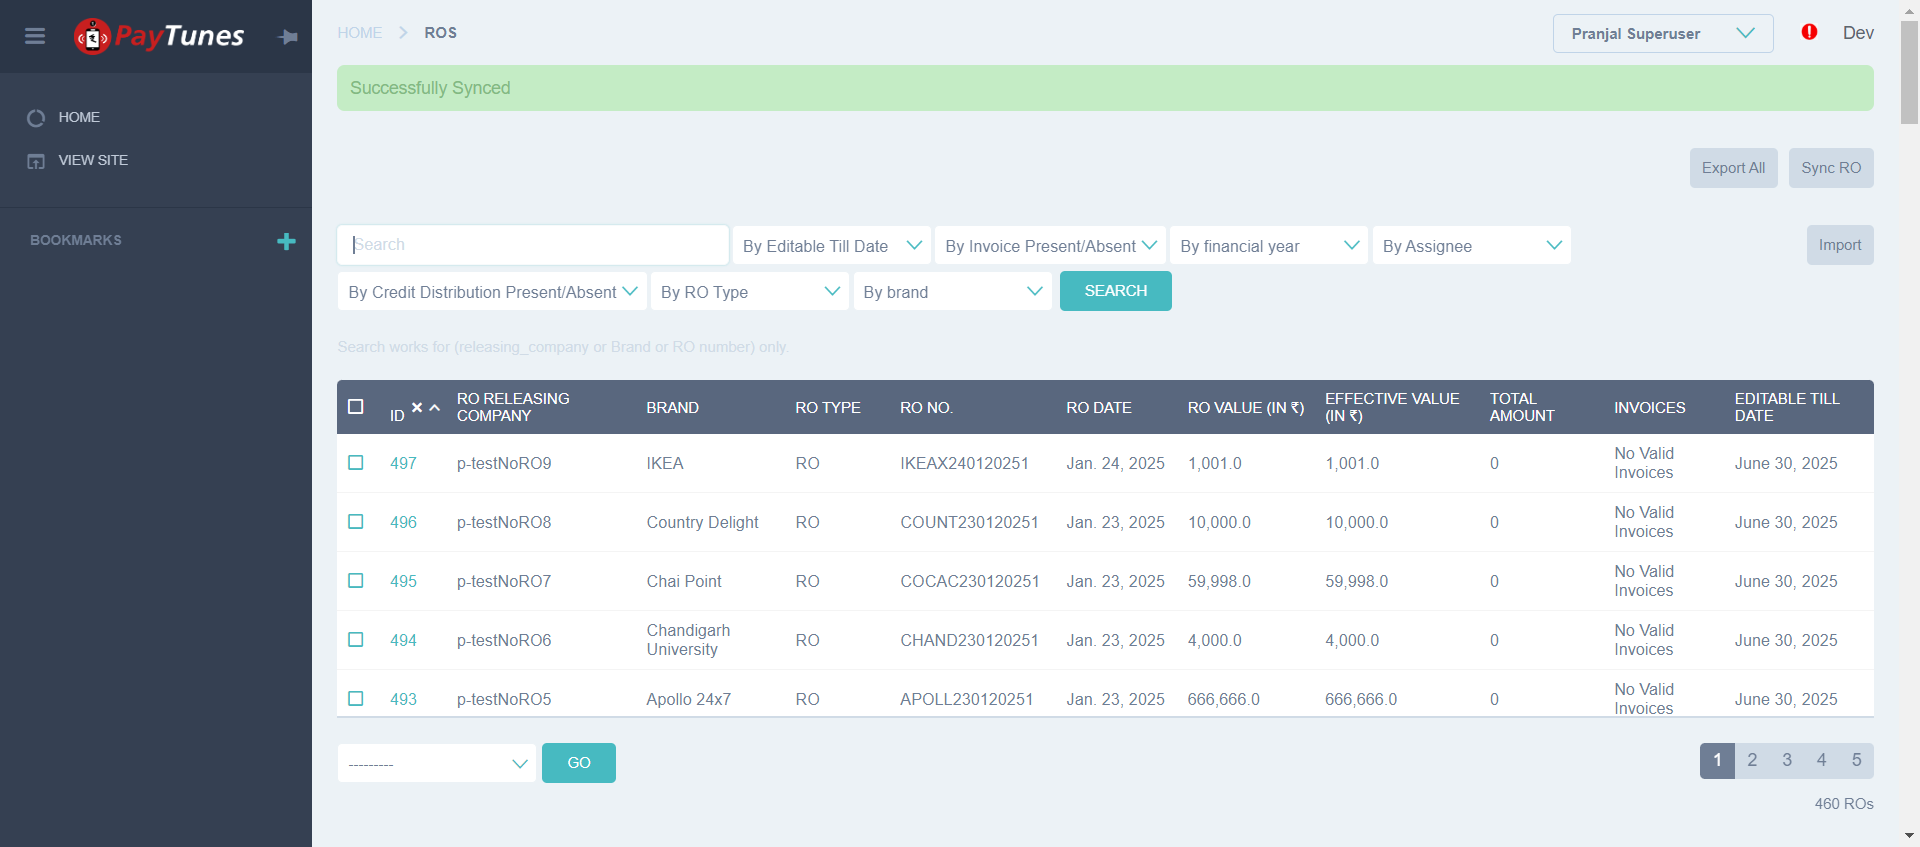 PayTunes
HOME
VIEW SITE
BOOKMARKS
HOME > ROS
Pranjal Superuser
Dev
Successfully Synced
Export All
Sync RO
Search
By Editable Till Date
By Invoice Present/Absent
By financial year
By Assignee
Import
By Credit Distribution Present/Absent
By RO Type
By brand
SEARCH
Search works for (releasing_company or Brand or RO number) only.
ID RO RELEASING COMPANY BRAND RO TYPE RO NO. RO DATE RO VALUE (IN ₹) EFFECTIVE VALUE (IN ₹) TOTAL AMOUNT INVOICES EDITABLE TILL DATE
497 p-testNoRO9 IKEA RO IKEAX240120251 Jan. 24, 2025 1,001.0 1,001.0 0 No Valid Invoices June 30, 2025
496 p-testNoRO8 Country Delight RO COUNT230120251 Jan. 23, 2025 10,000.0 10,000.0 0 No Valid Invoices June 30, 2025
495 p-testNoRO7 Chai Point RO COCAC230120251 Jan. 23, 2025 59,998.0 59,998.0 0 No Valid Invoices June 30, 2025
494 p-testNoRO6 Chandigarh University RO CHAND230120251 Jan. 23, 2025 4,000.0 4,000.0 0 No Valid Invoices June 30, 2025
493 p-testNoRO5 Apollo 24x7 RO APOLL230120251 Jan. 23, 2025 666,666.0 666,666.0 0 No Valid Invoices June 30, 2025
---------
GO
1 2 3 4 5
460 ROs